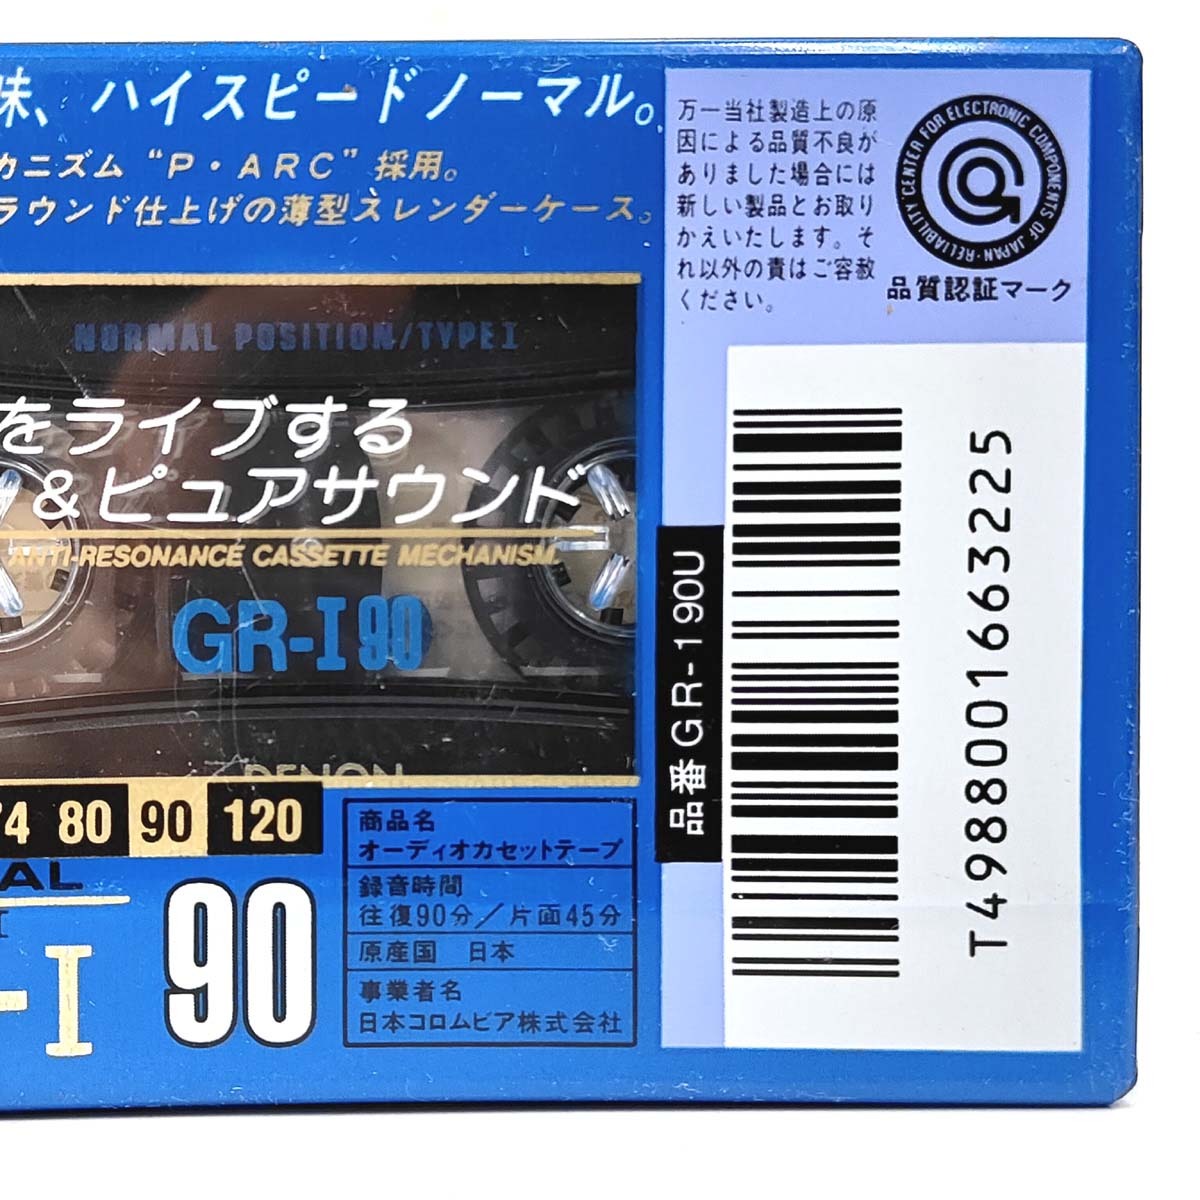 味、ハイスピードノーマル。
カニズム“P・ARC”採用。
ラウンド仕上げの薄型スレンダーケース。
NORMAL POSITION/TYPE I
をライブする
&ピュアサウンド
ANTI-RESONANCE CASSETTE MECHANISM
GR-I 90
DENON
74 80 90 120
AL
I
-I 90
商品名
オーディオカセットテープ
録音時間
往復90分/片面45分
原産国 日本
事業者名
日本コロムビア株式会社
万一当社製造上の原
因による品質不良が
ありました場合には
新しい製品とお取り
かえいたします。そ
れ以外の責はご容赦
ください。
RELIABILITY CENTER FOR ELECTRONIC COMPONENTS OF JAPAN
品質認証マーク
品番GR-190U
T4988001663225